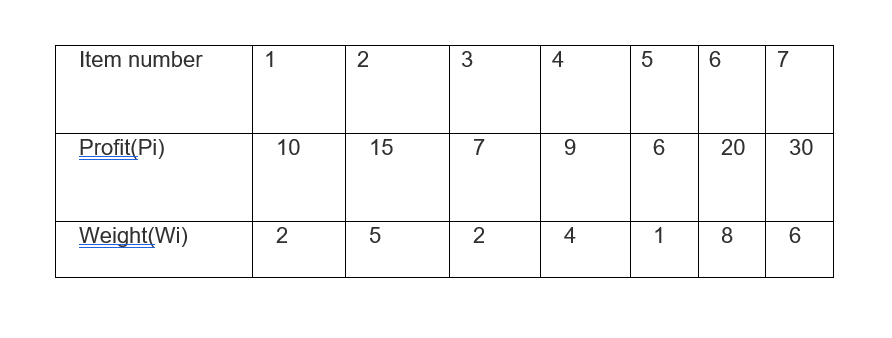 Item number 1 2 3 4 5 6 7
Profit(Pi) 10 15 7 9 6 20 30
Weight(Wi) 2 5 2 4 1 8 6